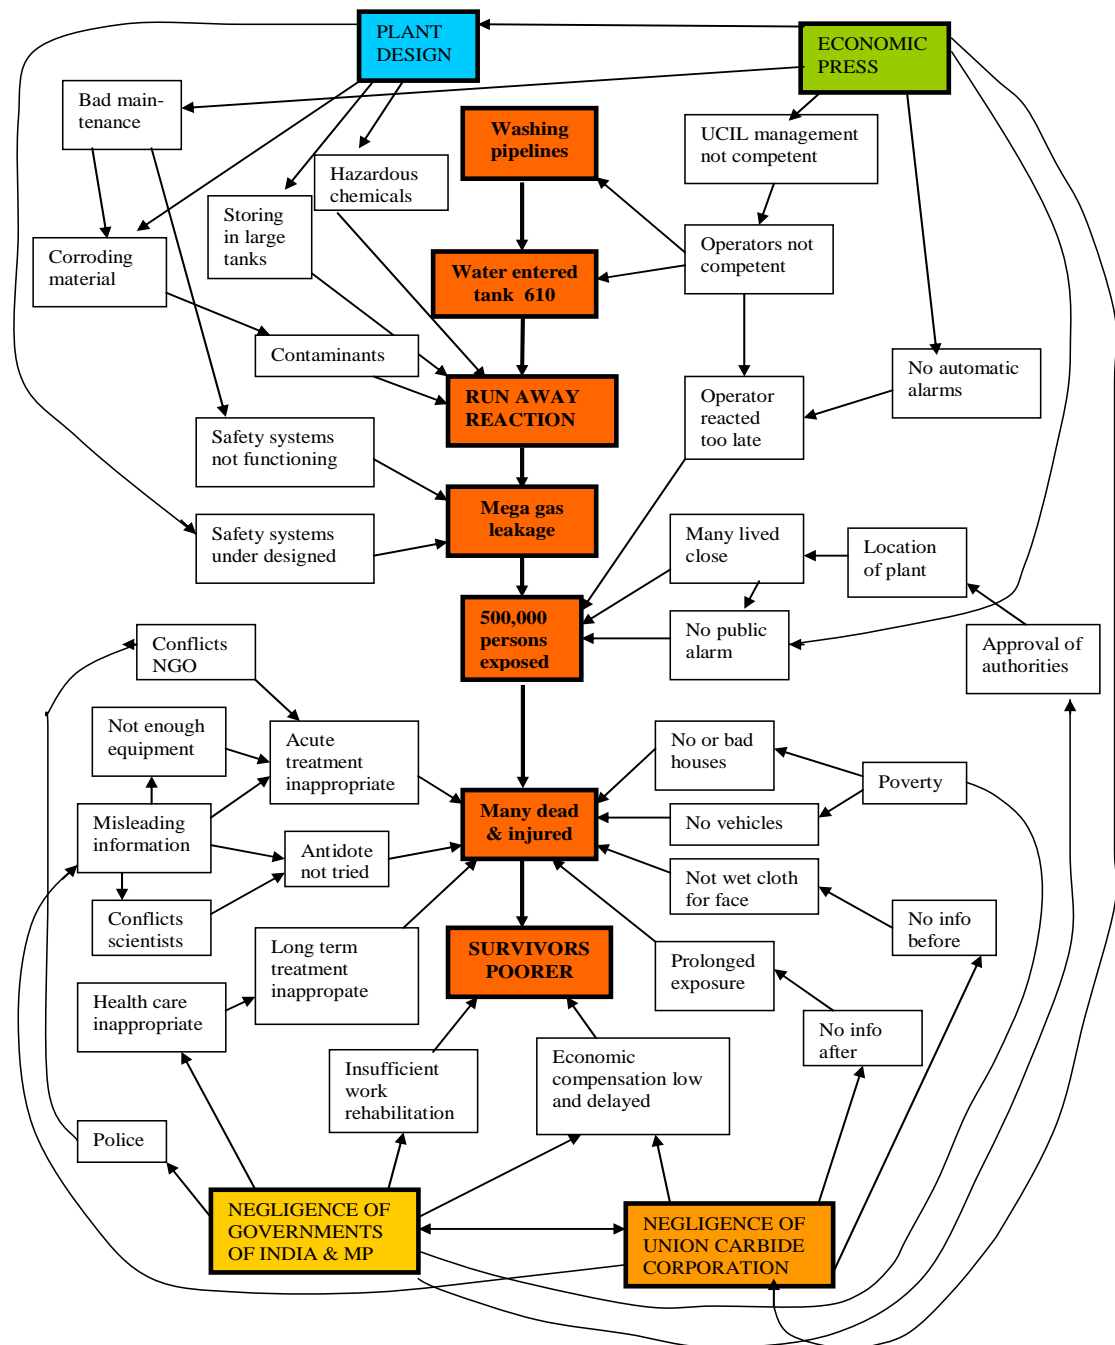 PLANT
DESIGN
ECONOMIC
PRESS
Bad main-
tenance
Washing
pipelines
UCIL management
not competent
Hazardous
chemicals
Storing
in large
tanks
Corroding
material
Operators not
competent
Water entered
tank 610
Contaminants
No automatic
alarms
RUN AWAY
REACTION
Operator
reacted
too late
Safety systems
not functioning
Mega gas
leakage
Safety systems
under designed
Many lived
close
Location
of plant
500,000
persons
exposed
No public
alarm
Approval of
authorities
Conflicts
NGO
Not enough
equipment
Acute
treatment
inappropriate
No or bad
houses
Poverty
Many dead
& injured
No vehicles
Misleading
information
Antidote
not tried
Not wet cloth
for face
Conflicts
scientists
No info
before
Long term
treatment
inappropate
SURVIVORS
POORER
Prolonged
exposure
Health care
inappropriate
No info
after
Insufficient
work
rehabilitation
Economic
compensation low
and delayed
Police
NEGLIGENCE OF
GOVERNMENTS
OF INDIA & MP
NEGLIGENCE OF
UNION CARBIDE
CORPORATION